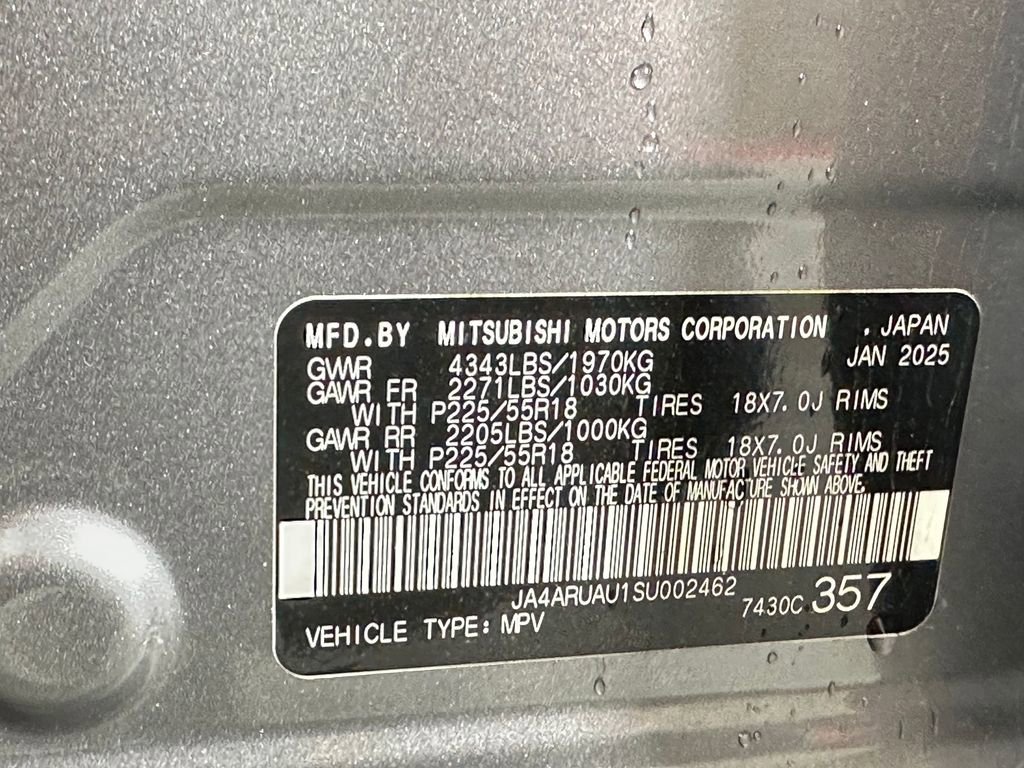 MFD.BY MITSUBISHI MOTORS CORPORATION . JAPAN
GVWR 4343LBS/1970KG JAN 2025
GAWR FR 2271LBS/1030KG
WITH P225/55R18 TIRES 18X7.0J RIMS
GAWR RR 2205LBS/1000KG
WITH P225/55R18 TIRES 18X7.0J RIMS
THIS VEHICLE CONFORMS TO ALL APPLICABLE FEDERAL MOTOR VEHICLE SAFETY AND THEFT
PREVENTION STANDARDS IN EFFECT ON THE DATE OF MANUFACTURE SHOWN ABOVE.
JA4ARUAU1SU002462
7430C 357
VEHICLE TYPE: MPV